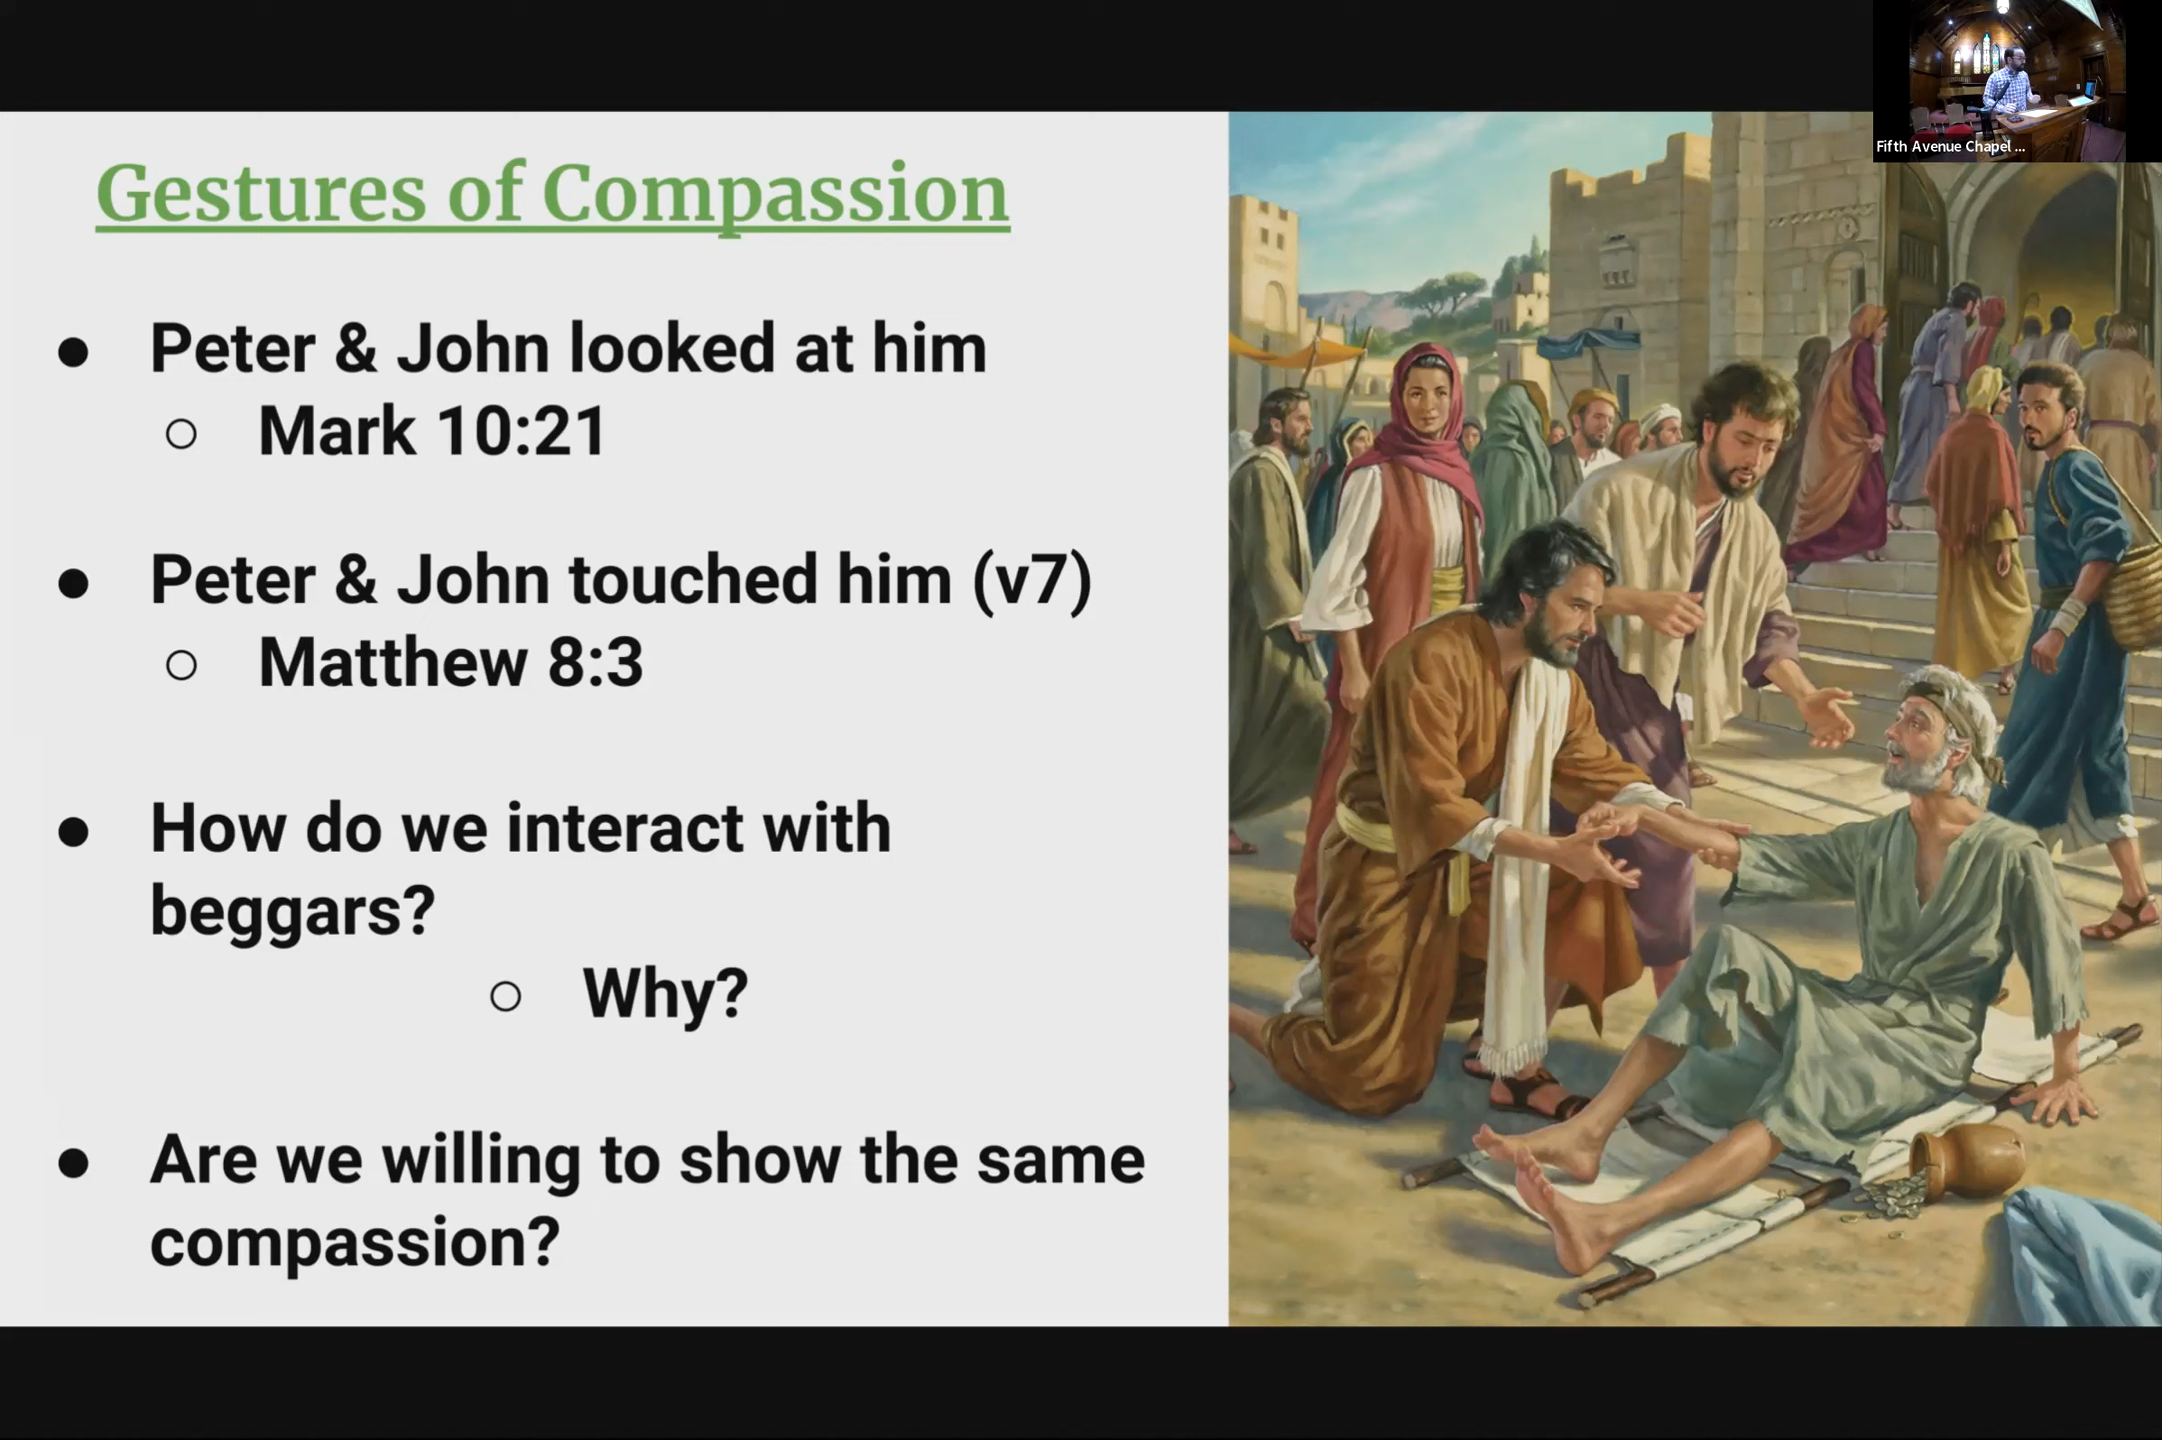 Fifth Avenue Chapel ...
Gestures of Compassion
● Peter & John looked at him
○ Mark 10:21
● Peter & John touched him (v7)
○ Matthew 8:3
● How do we interact with
beggars?
○ Why?
● Are we willing to show the same
compassion?